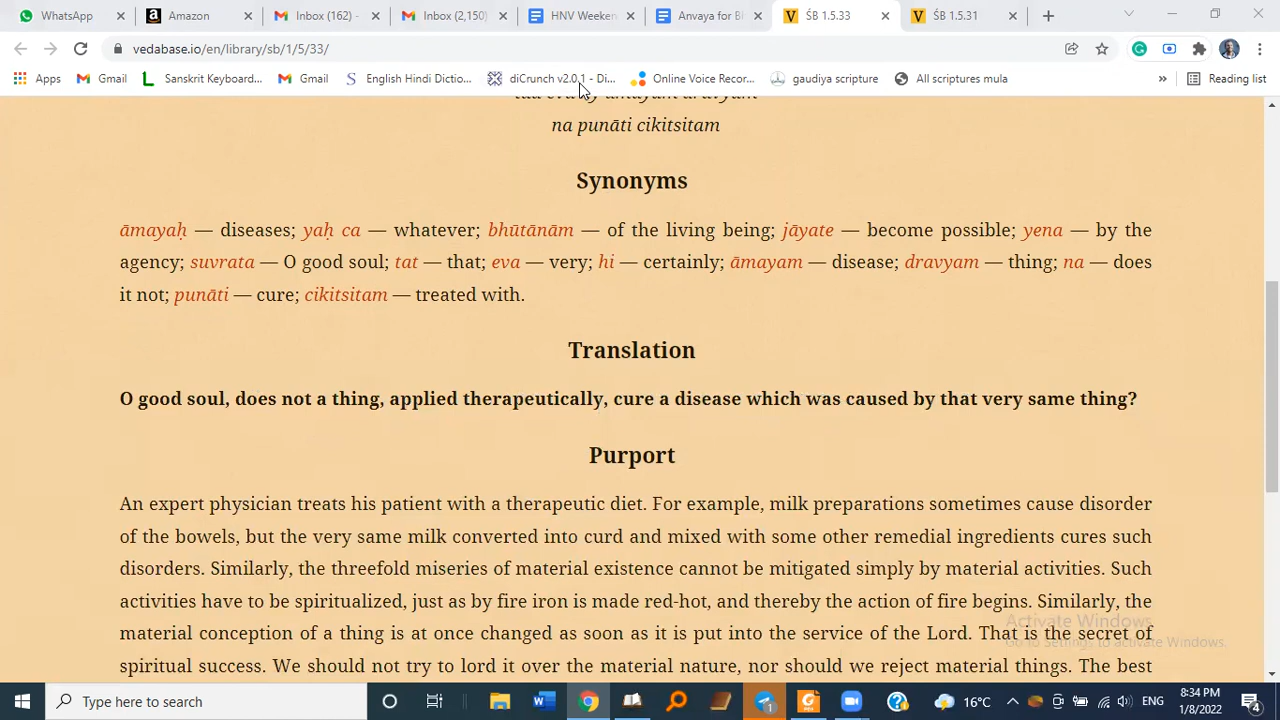 WhatsApp
Amazon
Inbox (162) -
Inbox (2,150)
HNV Weeken
Anvaya for B
ŚB 1.5.33
ŚB 1.5.31
vedabase.io/en/library/sb/1/5/33/
Apps
Gmail
Sanskrit Keyboard...
Gmail
English Hindi Dictio...
diCrunch v2.0.1 - Di...
Online Voice Recor...
gaudiya scripture
All scriptures mula
»
Reading list
na punāti cikitsitam
Synonyms
āmayaḥ — diseases; yaḥ ca — whatever; bhūtānām — of the living being; jāyate — become possible; yena — by the
agency; suvrata — O good soul; tat — that; eva — very; hi — certainly; āmayam — disease; dravyam — thing; na — does
it not; punāti — cure; cikitsitam — treated with.
Translation
O good soul, does not a thing, applied therapeutically, cure a disease which was caused by that very same thing?
Purport
An expert physician treats his patient with a therapeutic diet. For example, milk preparations sometimes cause disorder
of the bowels, but the very same milk converted into curd and mixed with some other remedial ingredients cures such
disorders. Similarly, the threefold miseries of material existence cannot be mitigated simply by material activities. Such
activities have to be spiritualized, just as by fire iron is made red-hot, and thereby the action of fire begins. Similarly, the
material conception of a thing is at once changed as soon as it is put into the service of the Lord. That is the secret of
spiritual success. We should not try to lord it over the material nature, nor should we reject material things. The best
Activate Windows
Go to Settings to activate Windows.
Type here to search
16°C
ENG
8:34 PM
1/8/2022
4